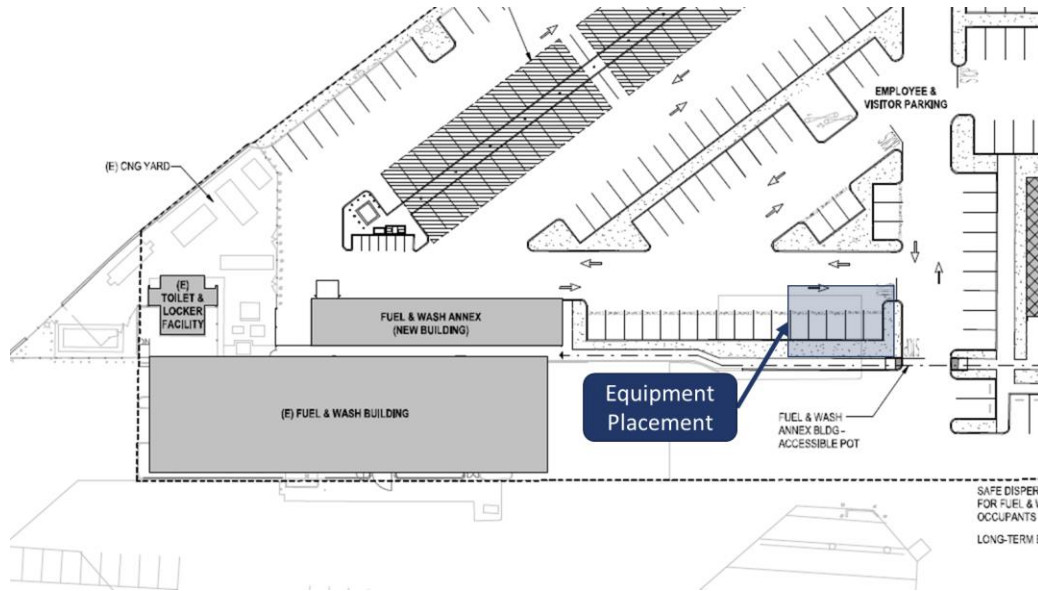 EMPLOYEE &
VISITOR PARKING
(E) CNG YARD
(E)
TOILET &
LOCKER
FACILITY
FUEL & WASH ANNEX
(NEW BUILDING)
(E) FUEL & WASH BUILDING
Equipment
Placement
FUEL & WASH
ANNEX BLDG -
ACCESSIBLE POT
SAFE DISPER
FOR FUEL & W
OCCUPANTS
LONG-TERM